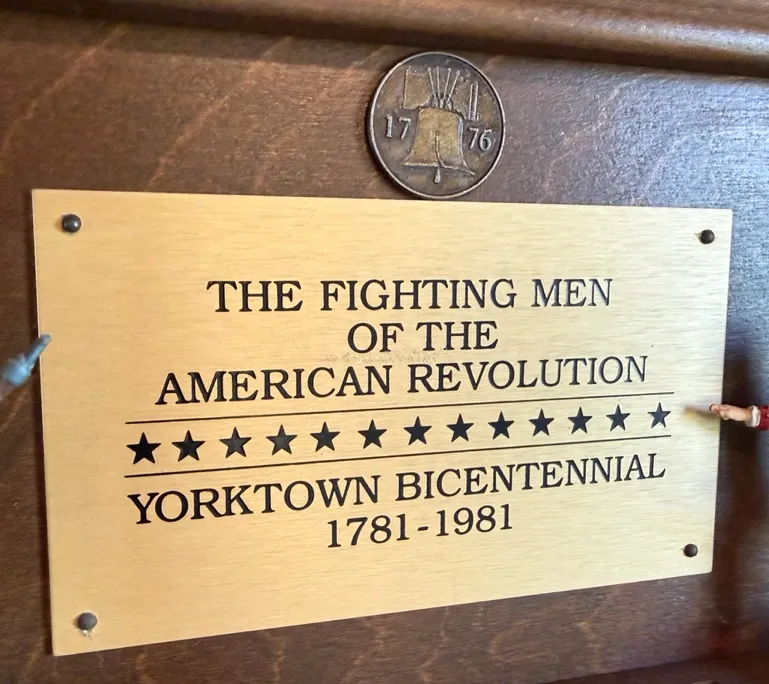 17 76
THE FIGHTING MEN
OF THE
AMERICAN REVOLUTION
YORKTOWN BICENTENNIAL
1781-1981